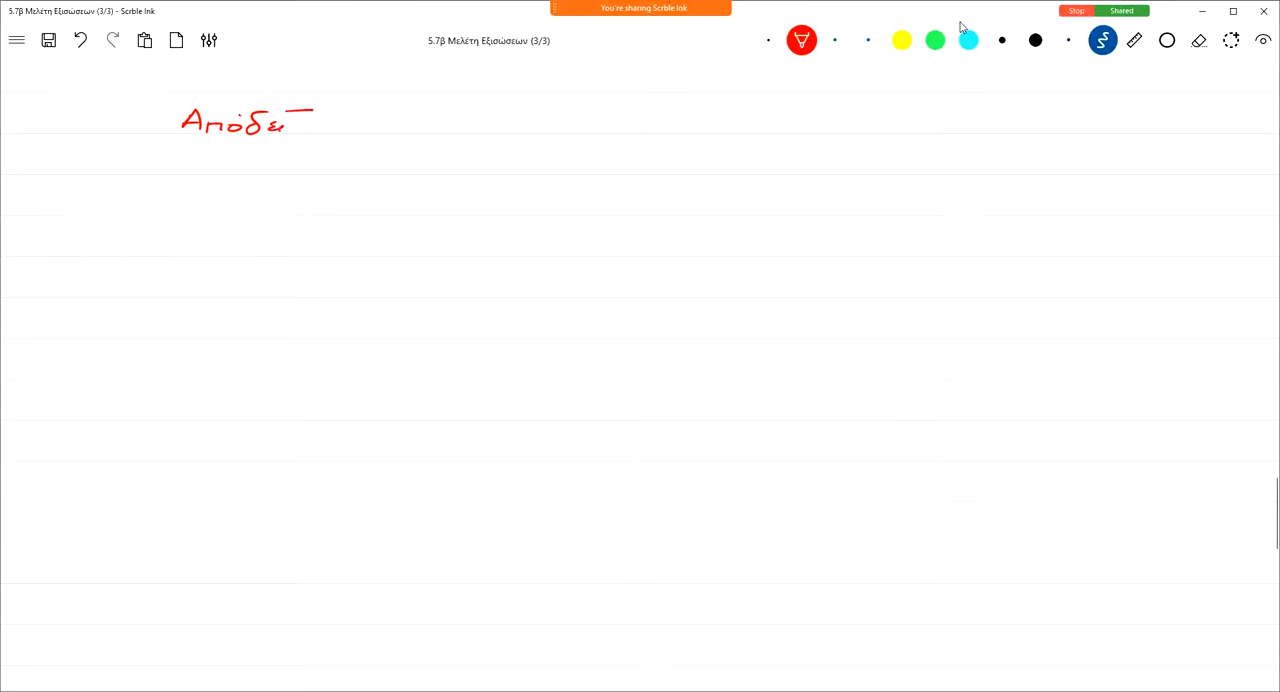 5.7β Μελέτη Εξισώσεων (3/3) - Scrble Ink
You're sharing Scrble Ink
Stop
Shared
5.7β Μελέτη Εξισώσεων (3/3)
Απόδει